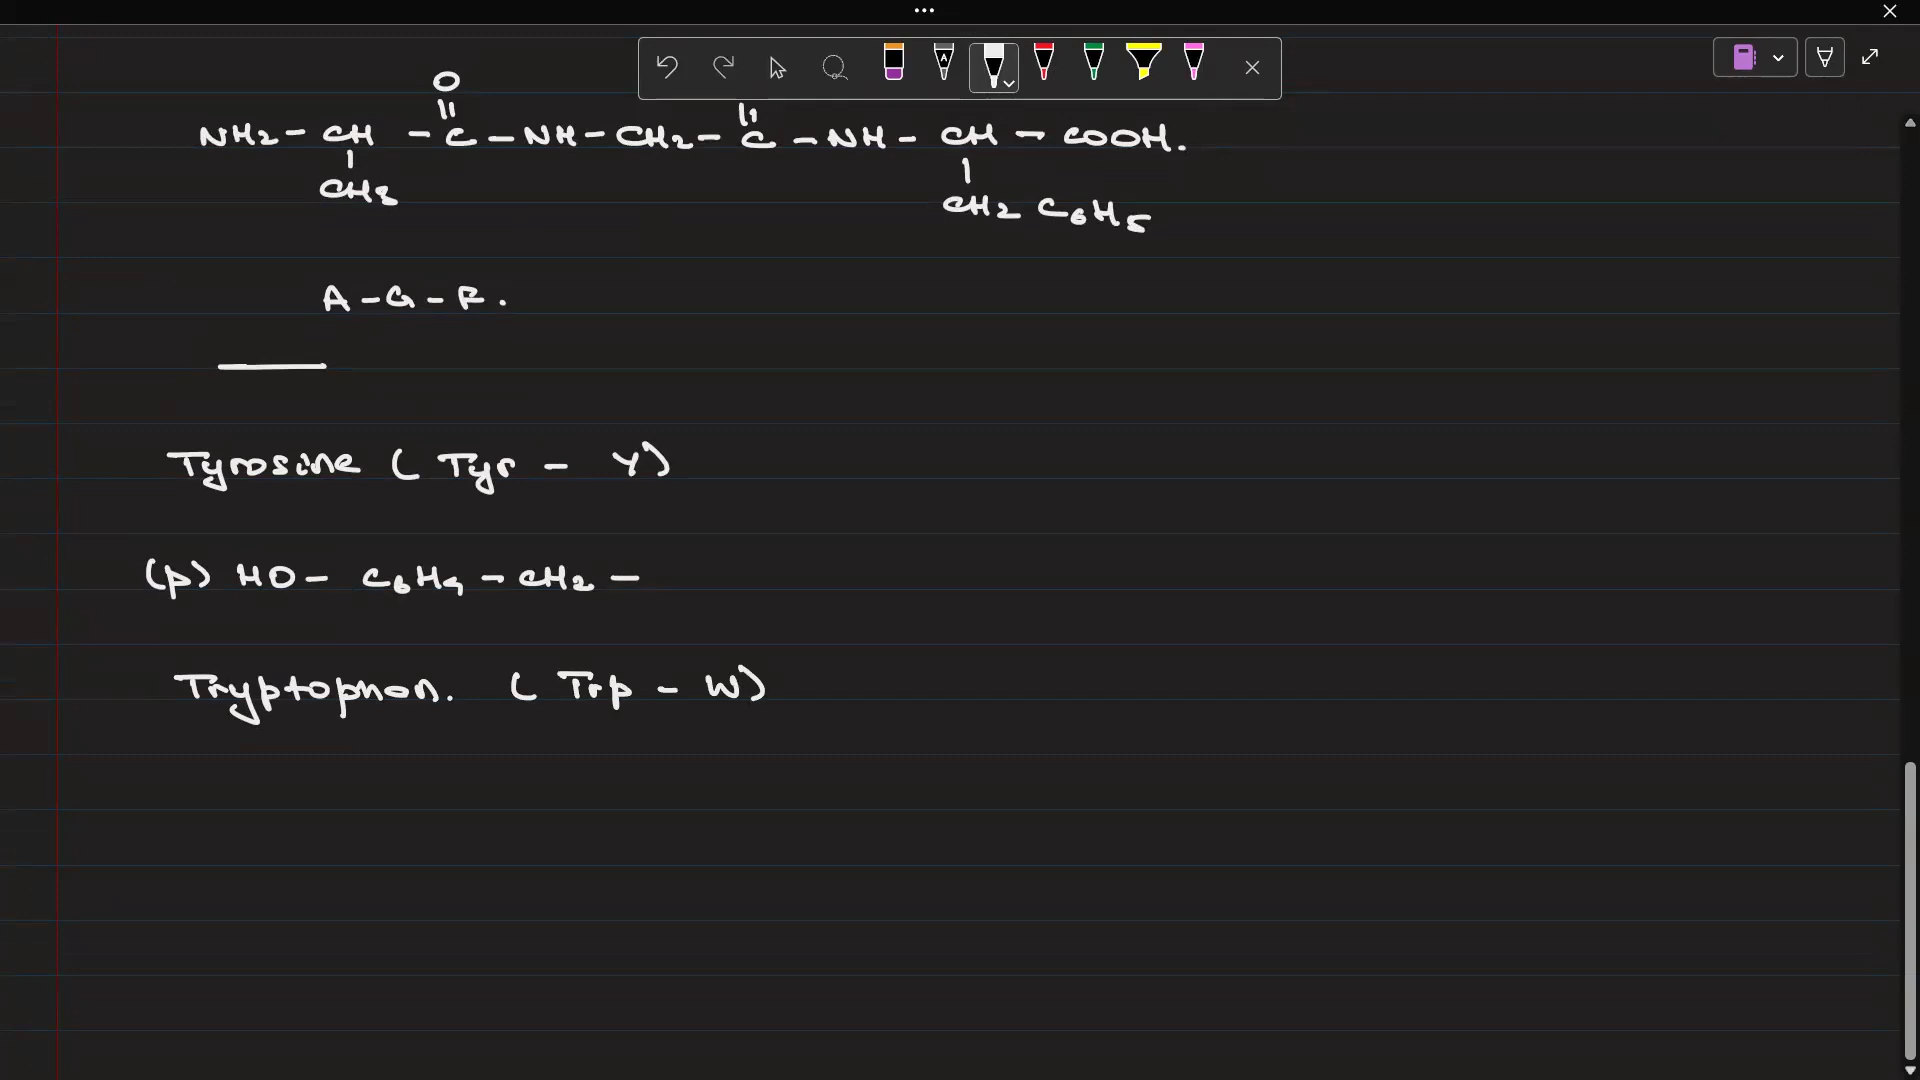 O
NH2 - CH - C - NH - CH2 - C - NH - CH - COOH.
CH3 CH2 C6H5
A - G - F.
Tyrosine ( Tyr - Y )
(p) HO - C6H4 - CH2 -
Tryptophan. ( Trp - W )